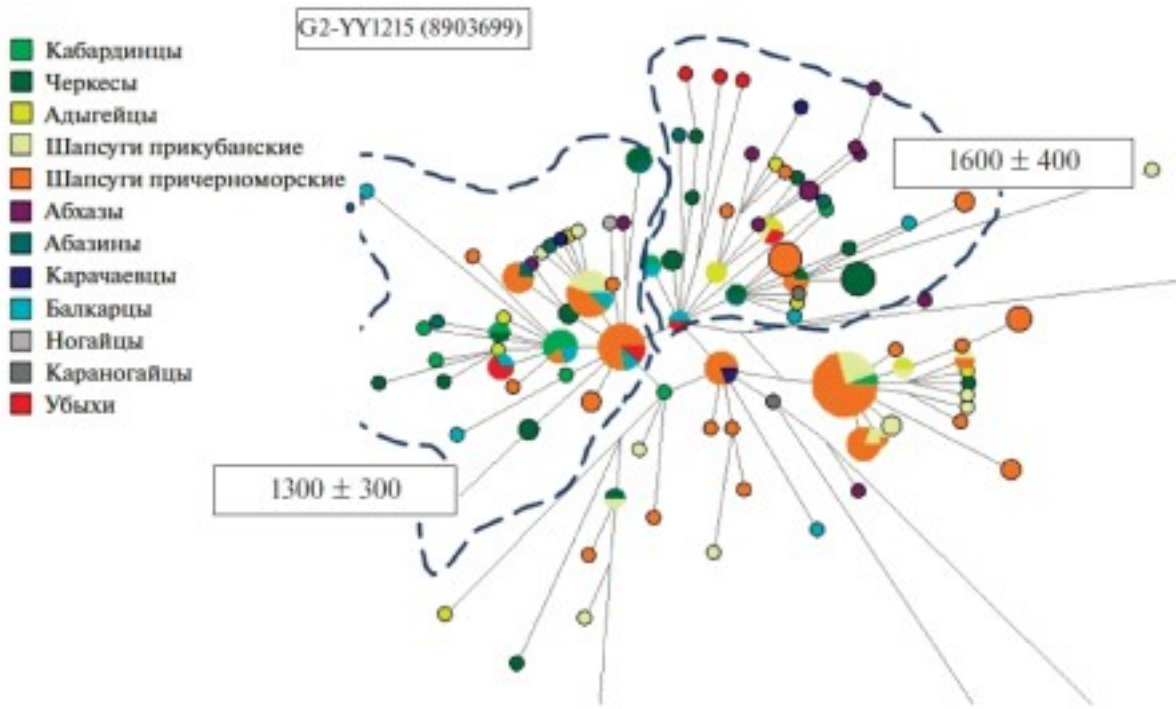 G2-YY1215 (8903699)
Кабардинцы
Черкесы
Адыгейцы
Шапсуги прикубанские
Шапсуги причерноморские
Абхазы
Абазины
Карачаевцы
Балкарцы
Ногайцы
Караногайцы
Убыхи
1600 ± 400
1300 ± 300